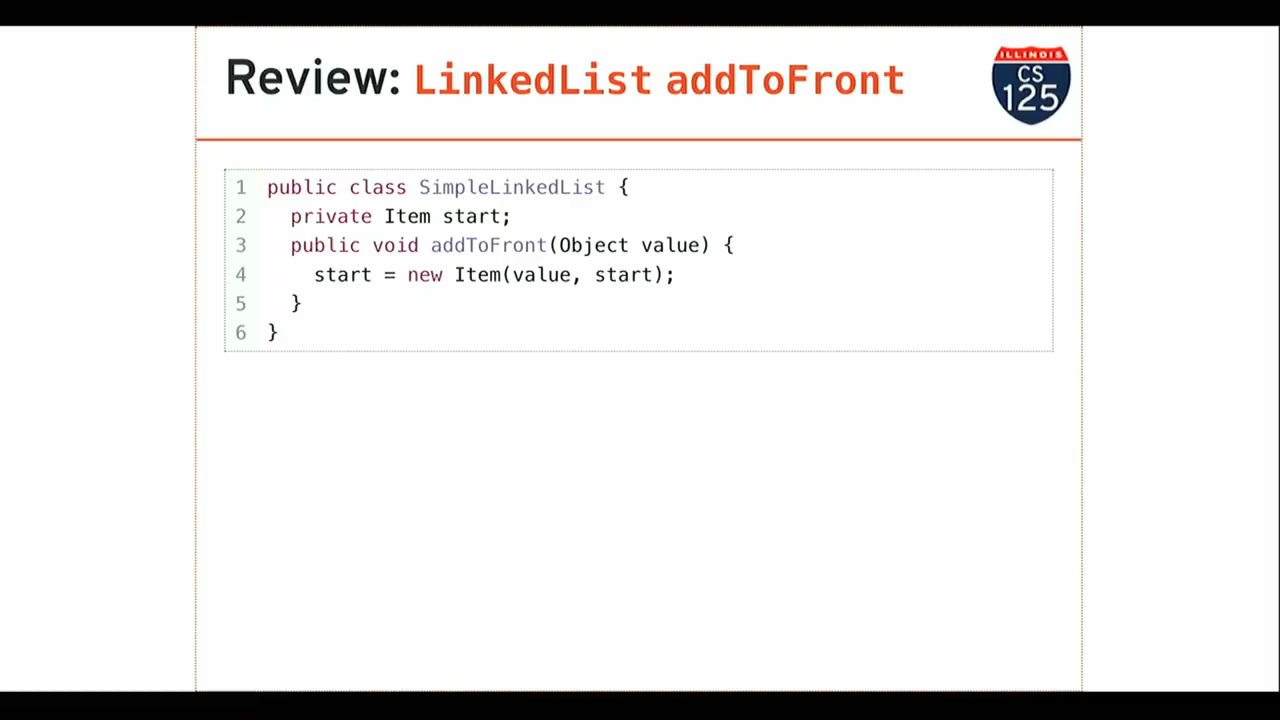 Review: LinkedList addToFront
ILLINOIS
CS
125
1 public class SimpleLinkedList {
2   private Item start;
3   public void addToFront(Object value) {
4     start = new Item(value, start);
5   }
6 }